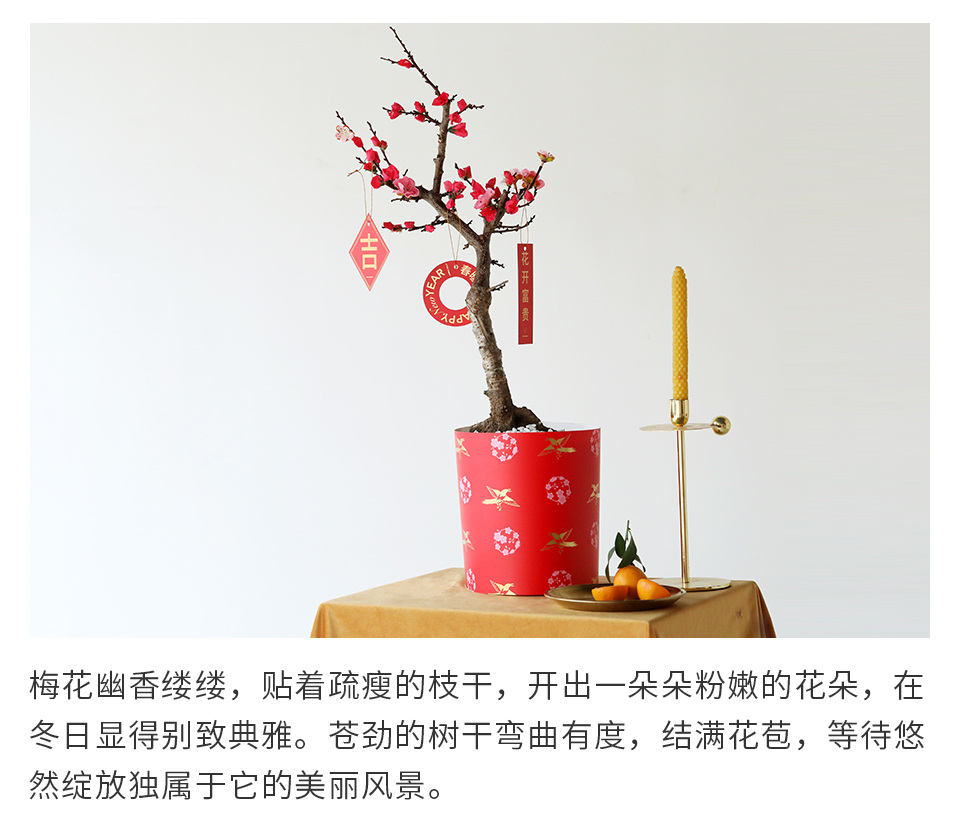 吉
YEAR
春
HAPPY New
花开富贵
梅花幽香缕缕，贴着疏瘦的枝干，开出一朵朵粉嫩的花朵，在
冬日显得别致典雅。苍劲的树干弯曲有度，结满花苞，等待悠
然绽放独属于它的美丽风景。